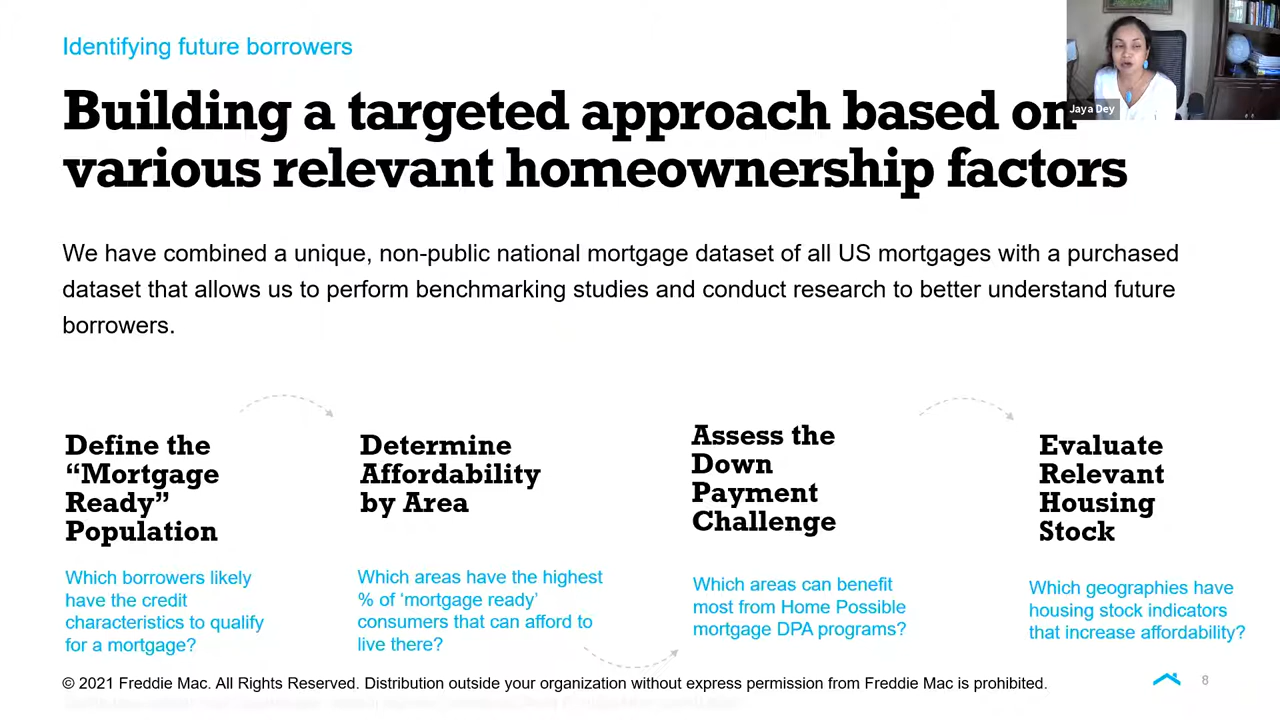 Identifying future borrowers
Building a targeted approach based on
various relevant homeownership factors
Jaya Dey
We have combined a unique, non-public national mortgage dataset of all US mortgages with a purchased
dataset that allows us to perform benchmarking studies and conduct research to better understand future
borrowers.
Define the
“Mortgage
Ready”
Population
Which borrowers likely
have the credit
characteristics to qualify
for a mortgage?
Determine
Affordability
by Area
Which areas have the highest
% of ‘mortgage ready’
consumers that can afford to
live there?
Assess the
Down
Payment
Challenge
Which areas can benefit
most from Home Possible
mortgage DPA programs?
Evaluate
Relevant
Housing
Stock
Which geographies have
housing stock indicators
that increase affordability?
© 2021 Freddie Mac. All Rights Reserved. Distribution outside your organization without express permission from Freddie Mac is prohibited.
8